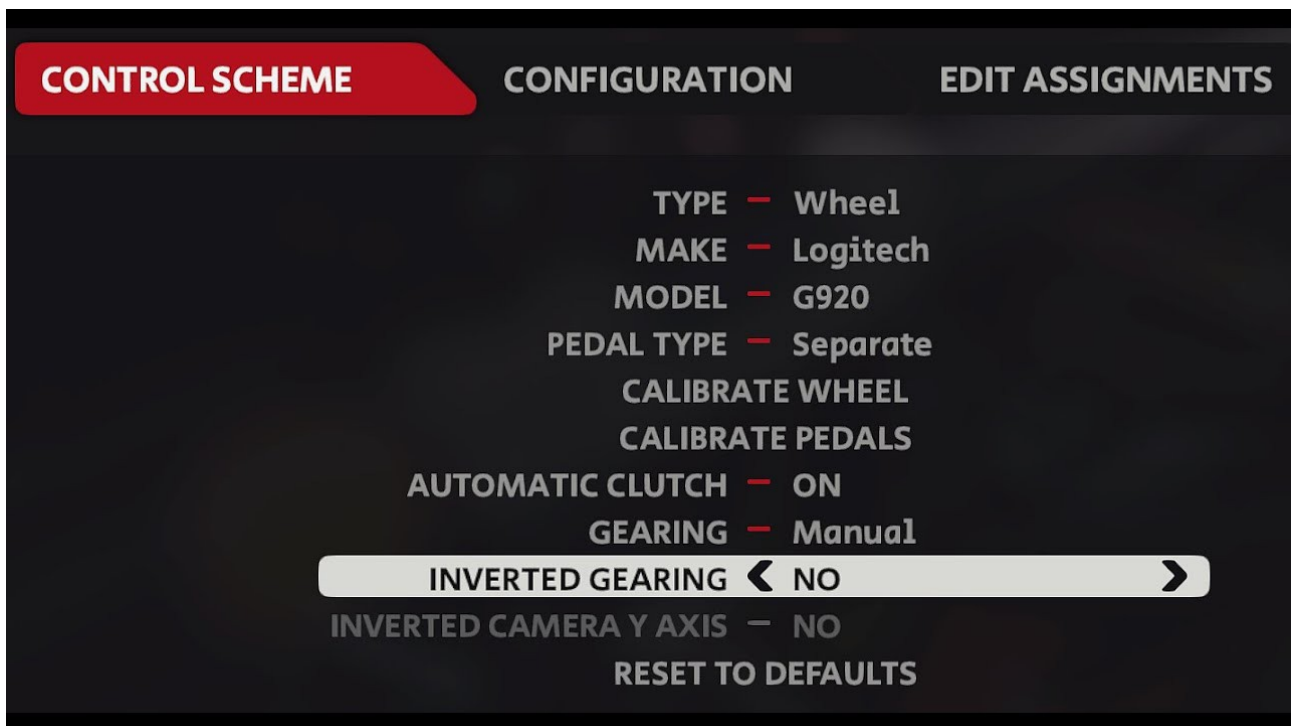 CONTROL SCHEME CONFIGURATION EDIT ASSIGNMENTS
TYPE – Wheel
MAKE – Logitech
MODEL – G920
PEDAL TYPE – Separate
CALIBRATE WHEEL
CALIBRATE PEDALS
AUTOMATIC CLUTCH – ON
GEARING – Manual
INVERTED GEARING < NO >
INVERTED CAMERA Y AXIS – NO
RESET TO DEFAULTS